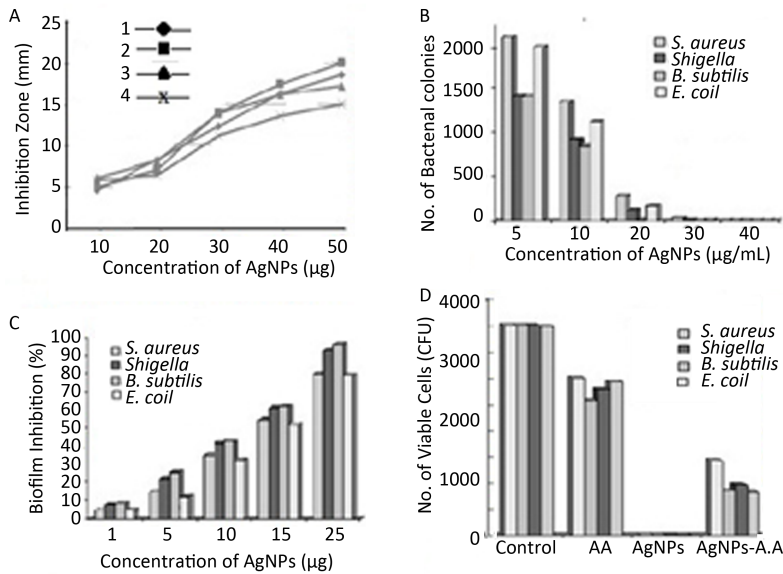 A
Inhibition Zone (mm)
25
20
15
10
5
0
1
2
3
4 X
10 20 30 40 50
Concentration of AgNPs (µg)
B
No. of Bactenal colonies
2000
1500
1000
500
0
S. aureus
Shigella
B. subtilis
E. coil
5 10 20 30 40
Concentration of AgNPs (µg/mL)
C
Biofilm Inhibition (%)
100
90
80
70
60
50
40
30
20
10
0
S. aureus
Shigella
B. subtilis
E. coil
1 5 10 15 25
Concentration of AgNPs (µg)
D
No. of Viable Cells (CFU)
4000
3000
2000
1000
0
S. aureus
Shigella
B. subtilis
E. coil
Control AA AgNPs AgNPs-A.A